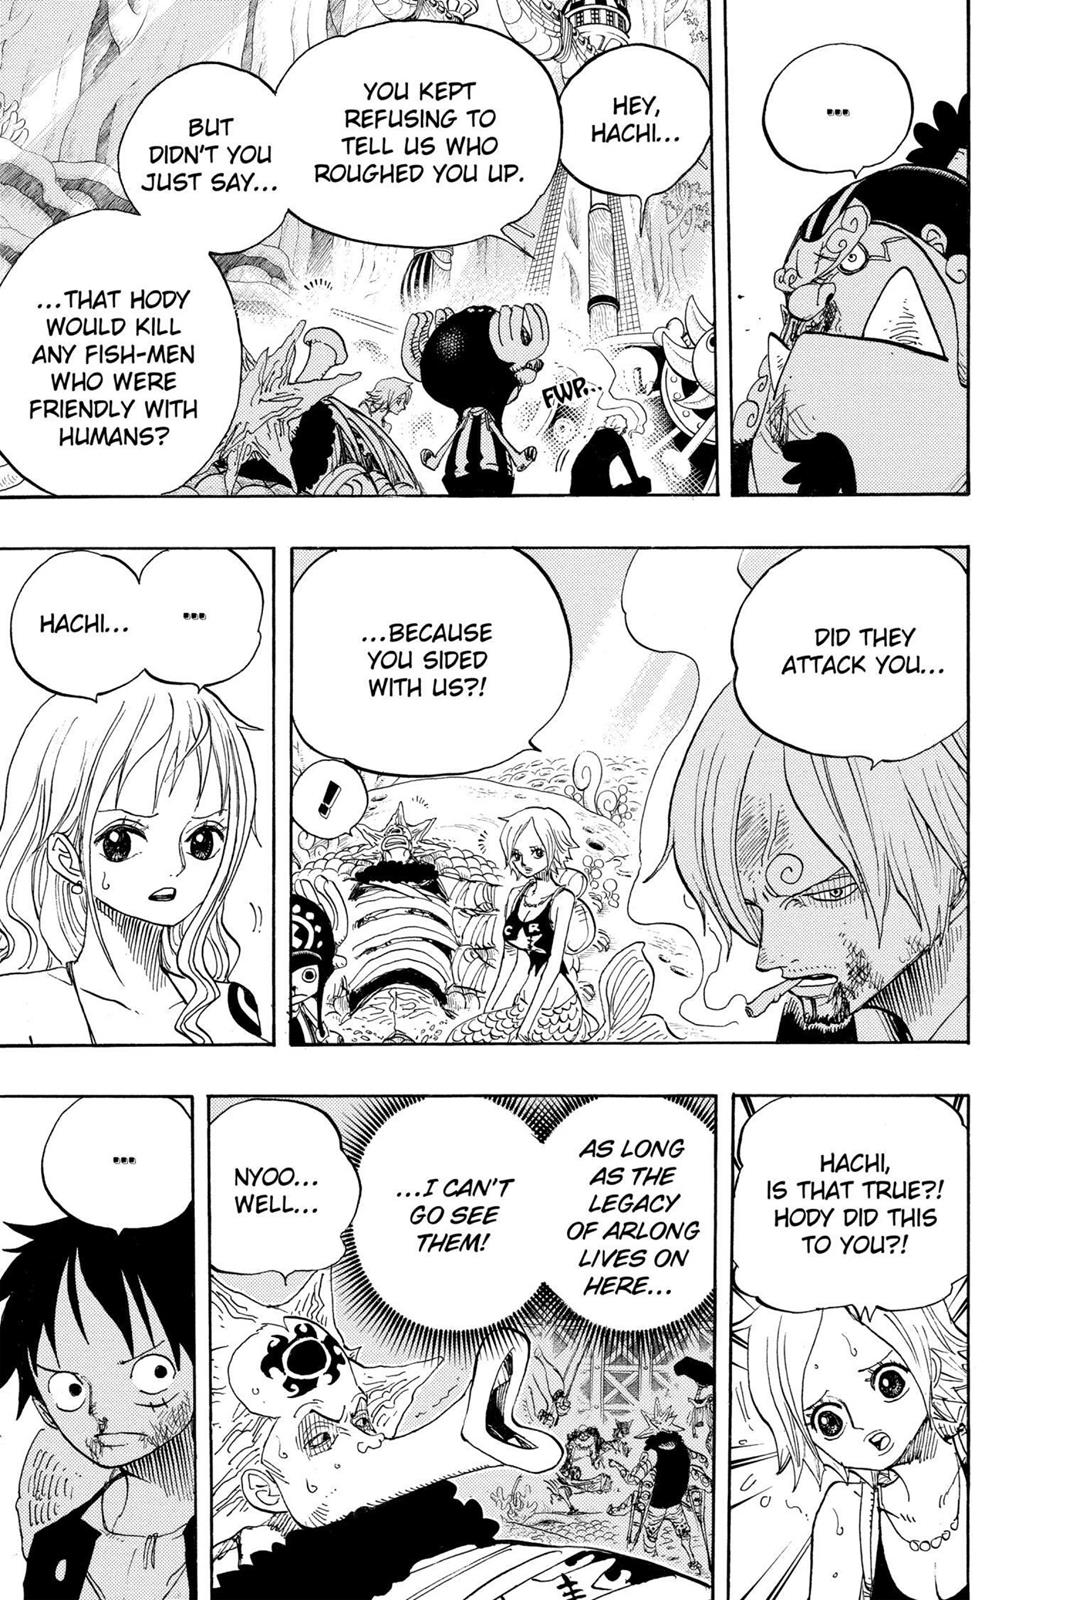 ...
HEY,
HACHI...
YOU KEPT
REFUSING TO
TELL US WHO
ROUGHED YOU UP.
BUT
DIDN'T YOU
JUST SAY...
...THAT HODY
WOULD KILL
ANY FISH-MEN
WHO WERE
FRIENDLY WITH
HUMANS?
FWP...
DID THEY
ATTACK YOU...
...BECAUSE
YOU SIDED
WITH US?!
!
C R
...
HACHI...
HACHI,
IS THAT TRUE?!
HODY DID THIS
TO YOU?!
AS LONG
AS THE
LEGACY
OF ARLONG
LIVES ON
HERE...
...I CAN'T
GO SEE
THEM!
NYOO...
WELL...
...